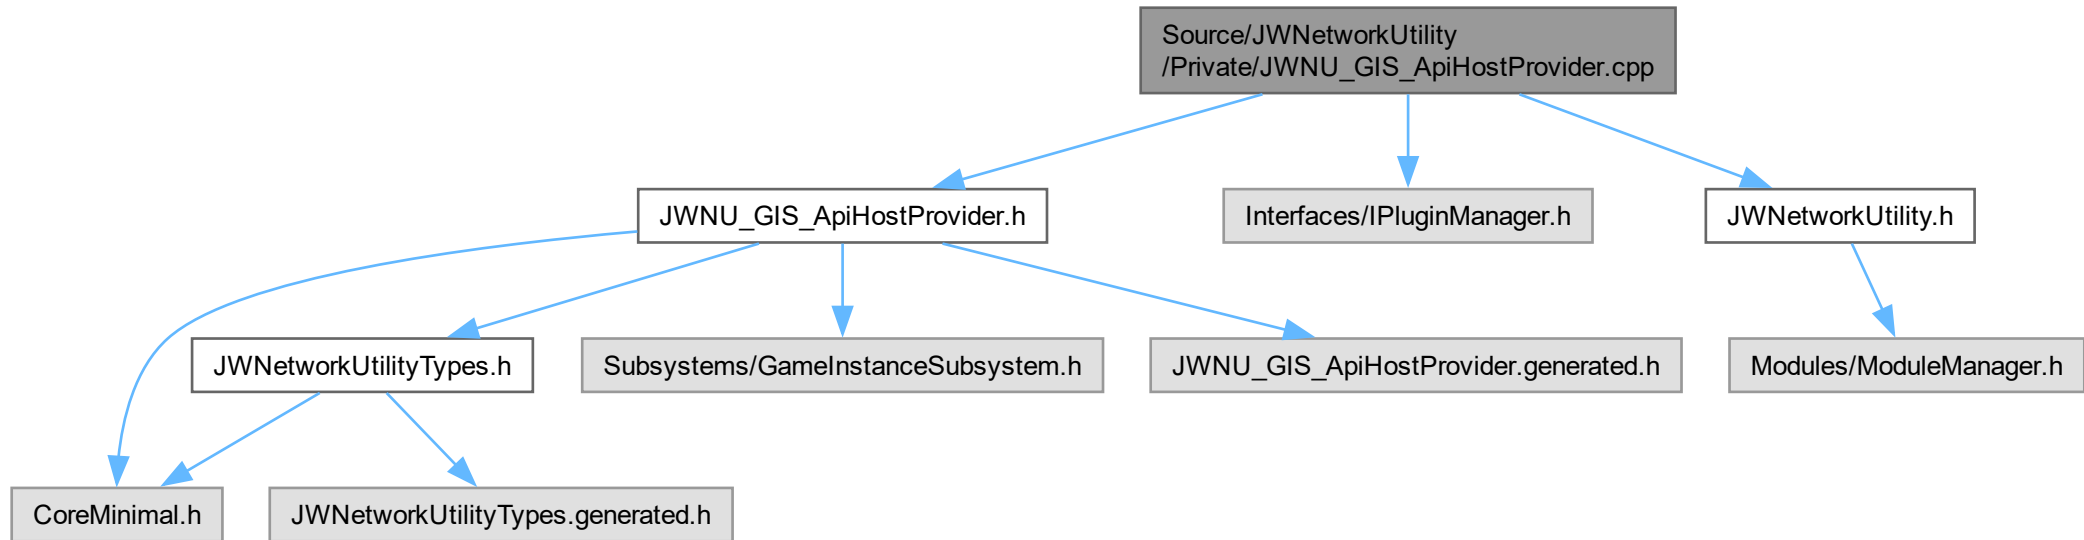 Source/JWNetworkUtility
/Private/JWNU_GIS_ApiHostProvider.cpp
JWNU_GIS_ApiHostProvider.h
Interfaces/IPluginManager.h
JWNetworkUtility.h
JWNetworkUtilityTypes.h
Subsystems/GameInstanceSubsystem.h
JWNU_GIS_ApiHostProvider.generated.h
Modules/ModuleManager.h
CoreMinimal.h
JWNetworkUtilityTypes.generated.h